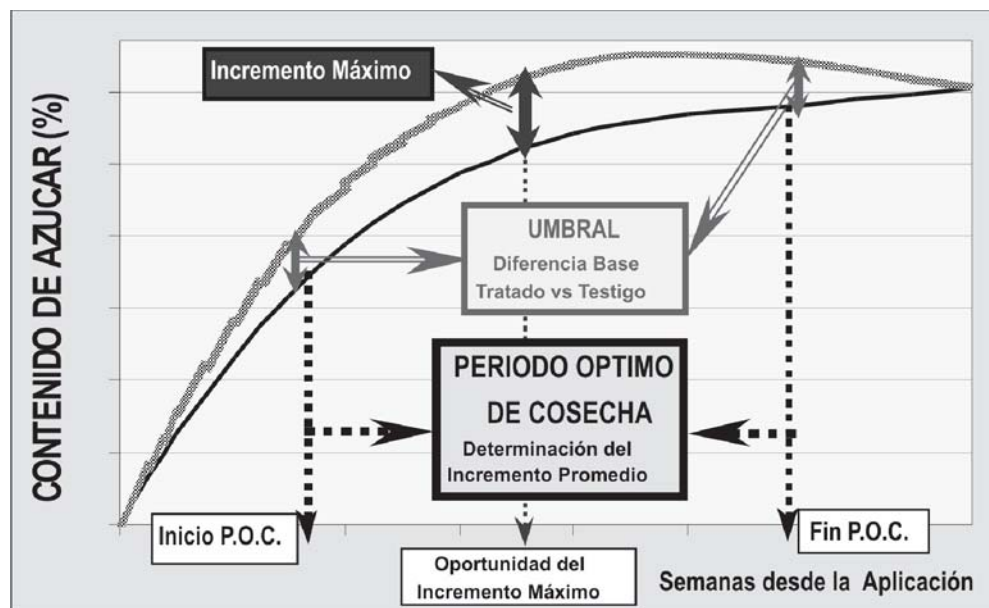 CONTENIDO DE AZUCAR (%)
Incremento Máximo
UMBRAL
Diferencia Base
Tratado vs Testigo
PERIODO OPTIMO
DE COSECHA
Determinación del
Incremento Promedio
Inicio P.O.C.
Fin P.O.C.
Oportunidad del
Incremento Máximo
Semanas desde la Aplicación